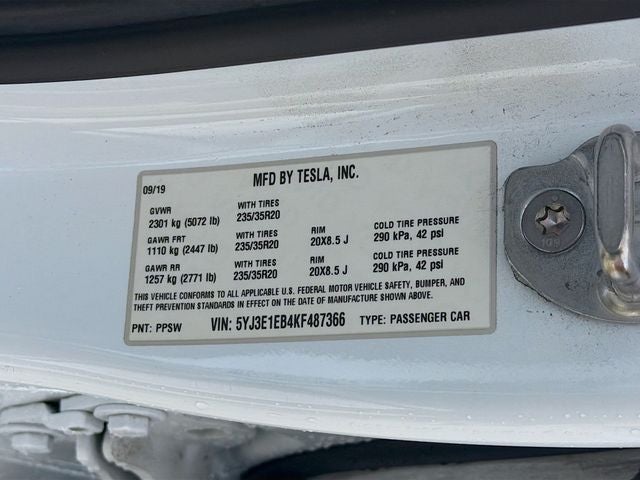 MFD BY TESLA, INC.
09/19
GVWR WITH TIRES
2301 kg (5072 lb) 235/35R20
GAWR FRT WITH TIRES RIM COLD TIRE PRESSURE
1110 kg (2447 lb) 235/35R20 20X8.5 J 290 kPa, 42 psi
GAWR RR WITH TIRES RIM COLD TIRE PRESSURE
1257 kg (2771 lb) 235/35R20 20X8.5 J 290 kPa, 42 psi
THIS VEHICLE CONFORMS TO ALL APPLICABLE U.S. FEDERAL MOTOR VEHICLE SAFETY, BUMPER, AND
THEFT PREVENTION STANDARDS IN EFFECT ON THE DATE OF MANUFACTURE SHOWN ABOVE.
PNT: PPSW VIN: 5YJ3E1EB4KF487366 TYPE: PASSENGER CAR